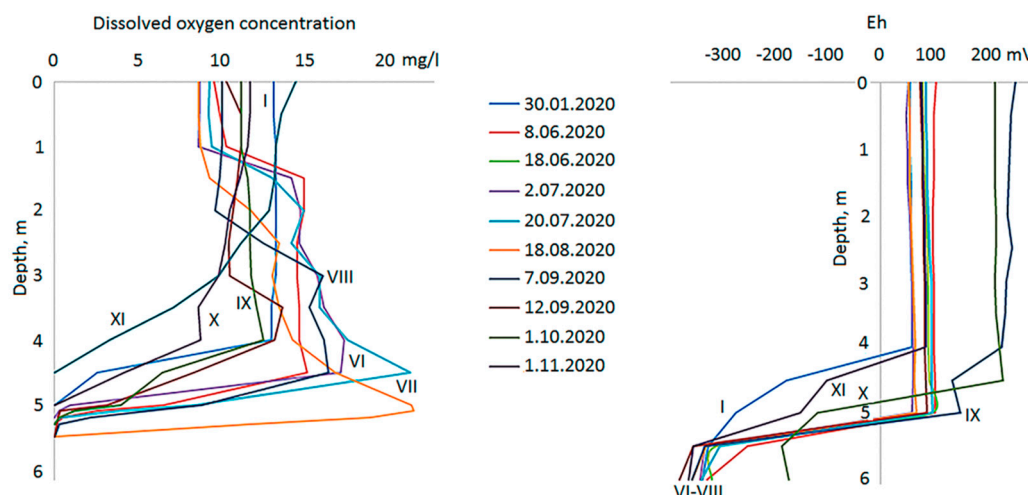 Dissolved oxygen concentration
0 5 10 15 20 mg/l
0
1
2
3
4
5
6
Depth, m
I
VIII
IX
XI
X
VI
VII
30.01.2020
8.06.2020
18.06.2020
2.07.2020
20.07.2020
18.08.2020
7.09.2020
12.09.2020
1.10.2020
1.11.2020
Eh
-300 -200 -100 0 100 200 mV
0
1
2
3
4
5
6
Depth, m
I
XI
X
IX
VI-VIII